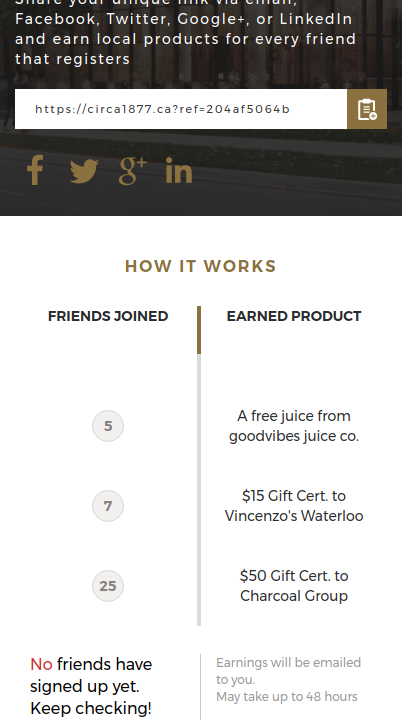 Share your unique link via email,
Facebook, Twitter, Google+, or LinkedIn
and earn local products for every friend
that registers
https://circa1877.ca?ref=204af5064b
HOW IT WORKS
FRIENDS JOINED
EARNED PRODUCT
5
A free juice from
goodvibes juice co.
7
$15 Gift Cert. to
Vincenzo's Waterloo
25
$50 Gift Cert. to
Charcoal Group
No friends have
signed up yet.
Keep checking!
Earnings will be emailed
to you.
May take up to 48 hours